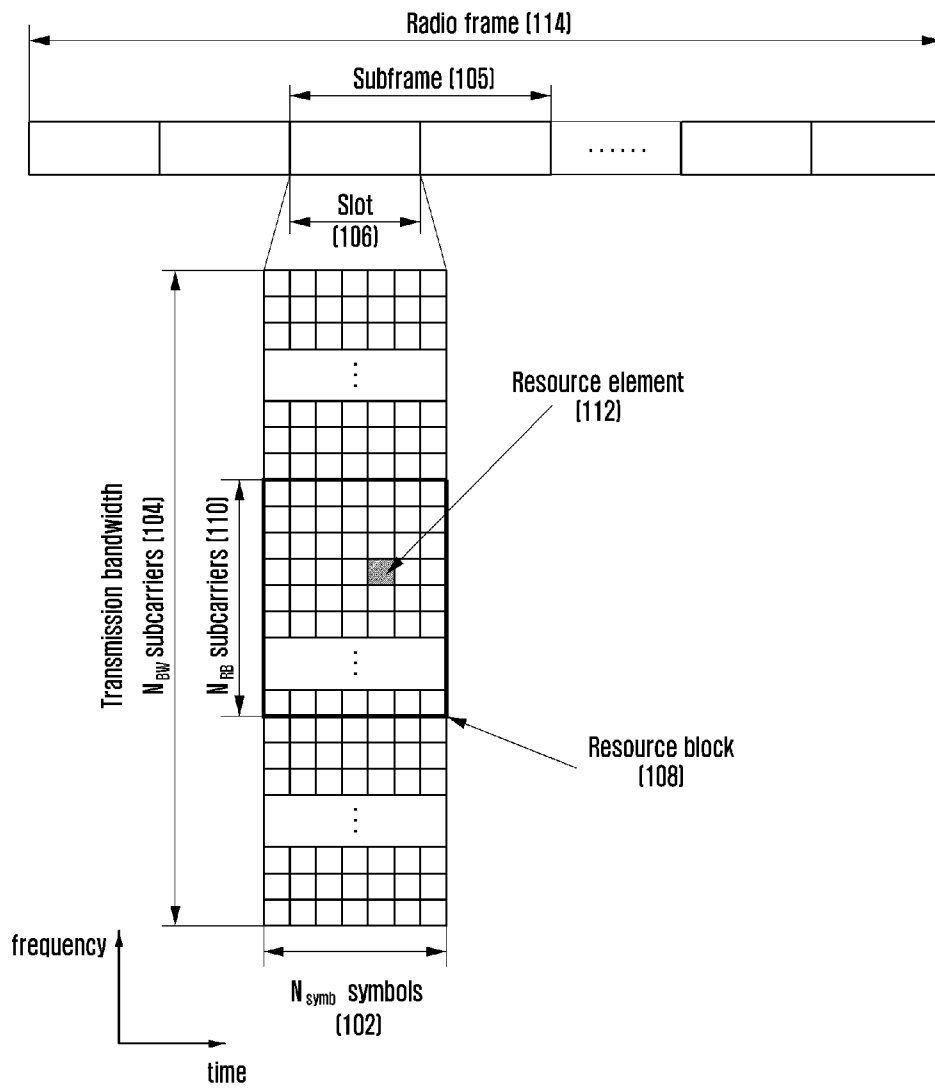 Radio frame (114)
Subframe (105)
......
Slot
(106)
Resource element
(112)
Transmission bandwidth
N_BW subcarriers (104)
N_RB subcarriers (110)
Resource block
(108)
frequency
N_symb symbols
(102)
time